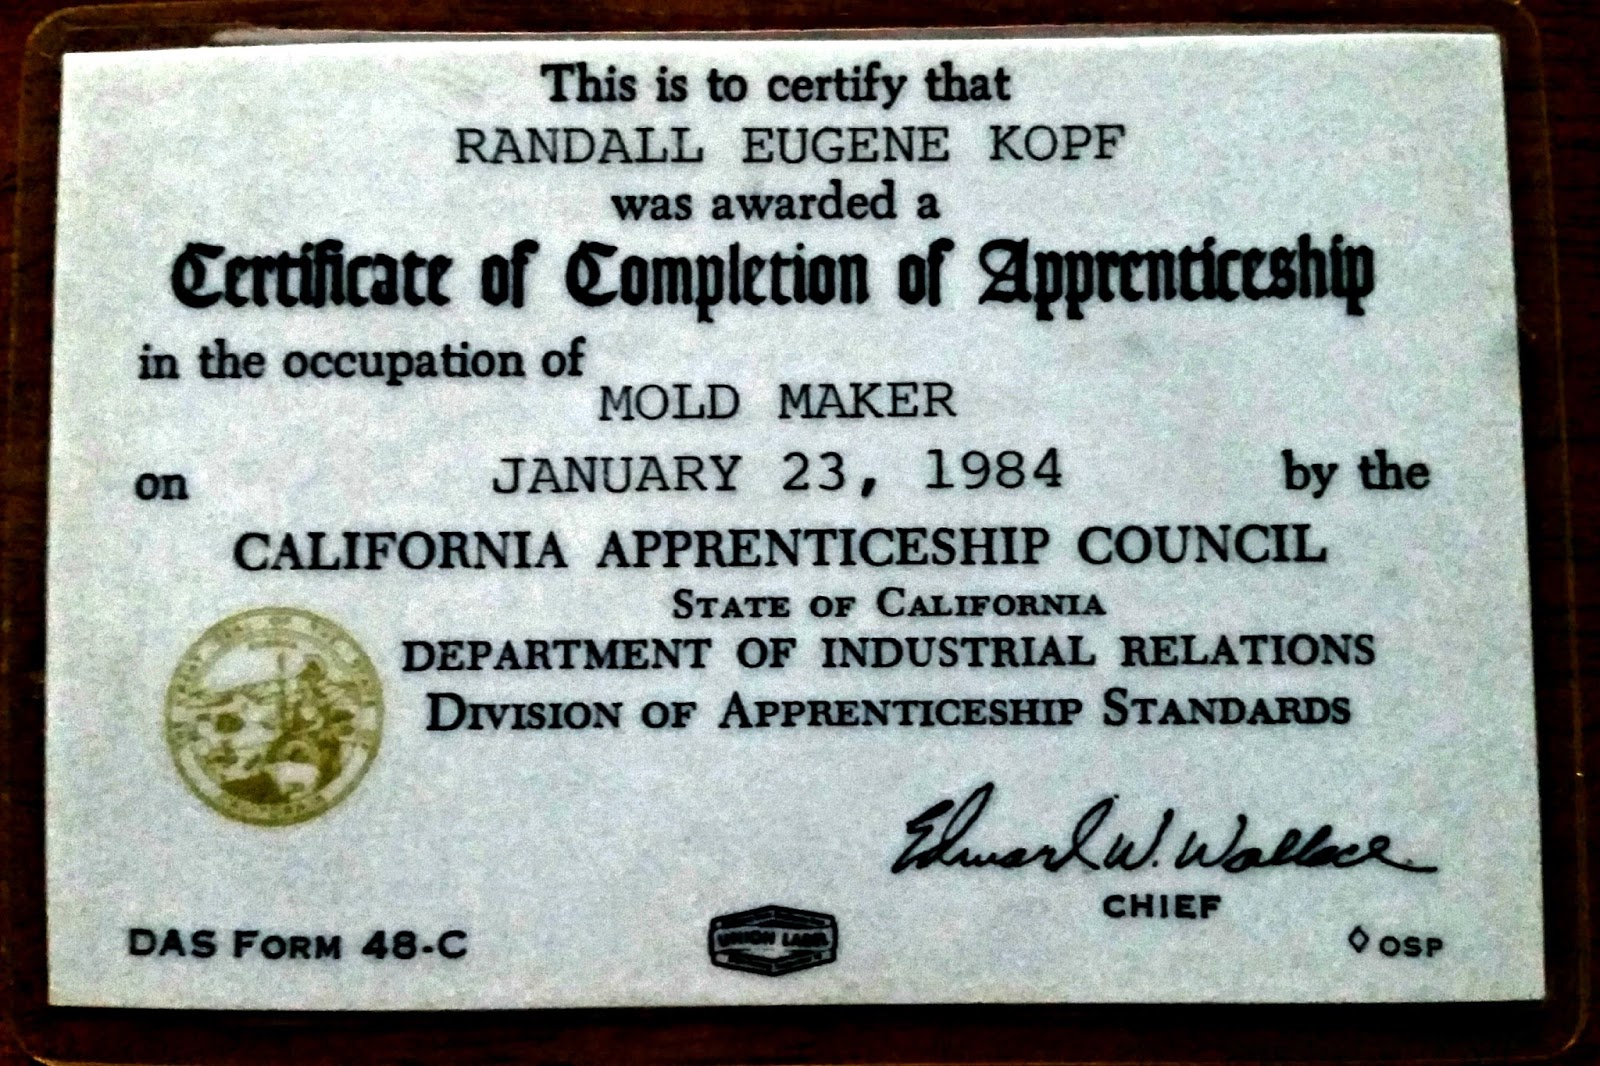 This is to certify that
RANDALL EUGENE KOPF
was awarded a
Certificate of Completion of Apprenticeship
in the occupation of
MOLD MAKER
on JANUARY 23, 1984 by the
CALIFORNIA APPRENTICESHIP COUNCIL
STATE OF CALIFORNIA
DEPARTMENT OF INDUSTRIAL RELATIONS
DIVISION OF APPRENTICESHIP STANDARDS
Edward W. Wallace
CHIEF
DAS FORM 48-C
UNION LABEL
◊ OSP